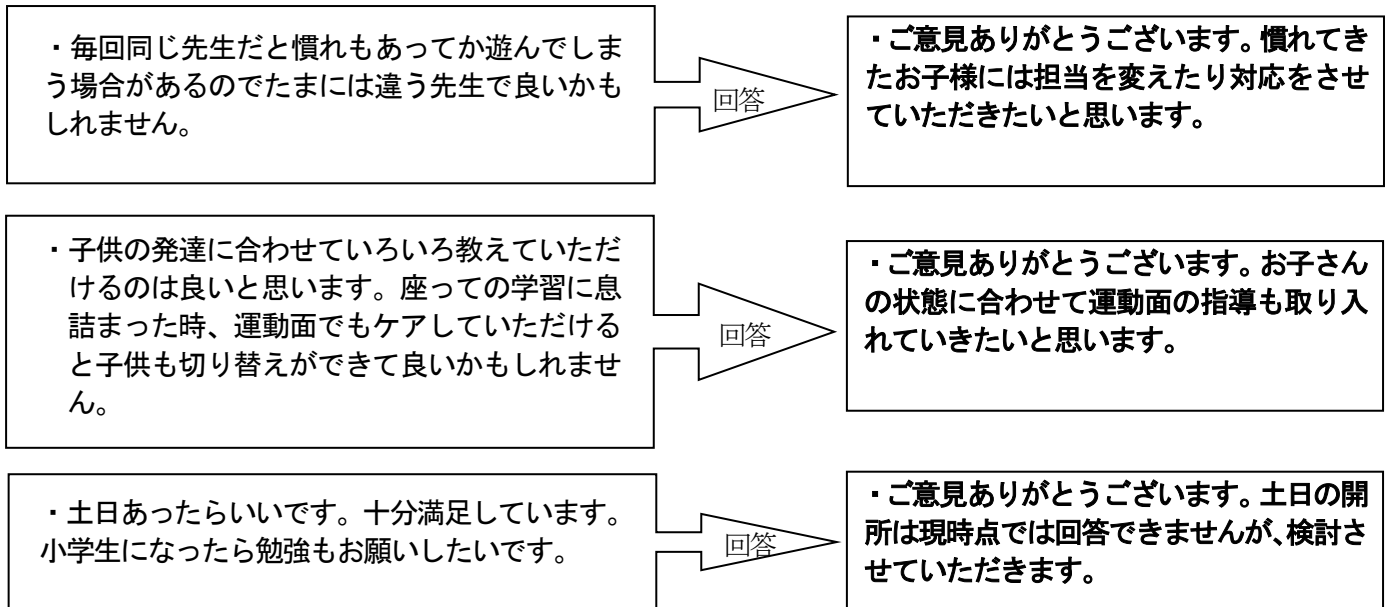 ・毎回同じ先生だと慣れもあってか遊んでしま
う場合があるのでたまには違う先生で良いかも
しれません。
回答
・ご意見ありがとうございます。慣れてき
たお子様には担当を変えたり対応をさせ
ていただきたいと思います。
・子供の発達に合わせていろいろ教えていただ
けるのは良いと思います。座っての学習に息
詰まった時、運動面でもケアしていただける
と子供も切り替えができて良いかもしれませ
ん。
回答
・ご意見ありがとうございます。お子さん
の状態に合わせて運動面の指導も取り入
れていきたいと思います。
・土日あったらいいです。十分満足しています。
小学生になったら勉強もお願いしたいです。
回答
・ご意見ありがとうございます。土日の開
所は現時点では回答できませんが、検討さ
せていただきます。